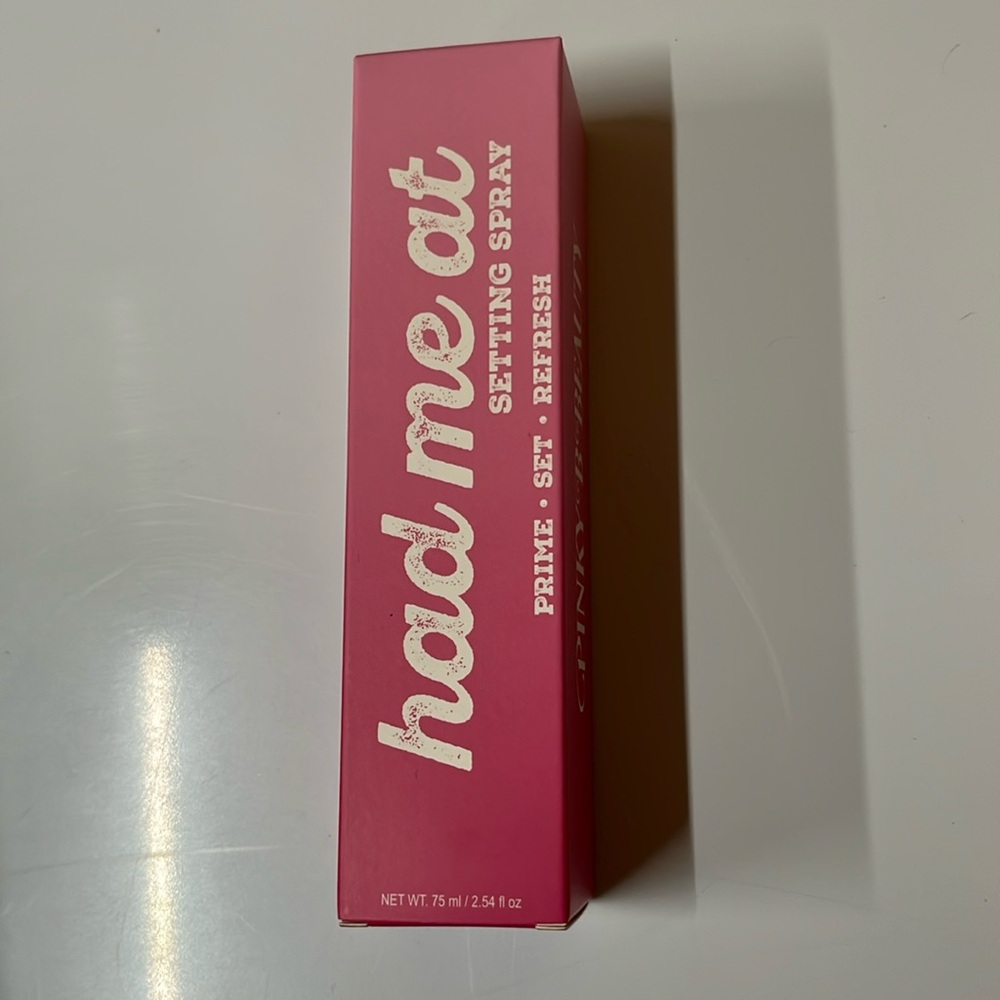 had me at
SETTING SPRAY
PRIME • SET • REFRESH
NET WT. 75 ml / 2.54 fl oz